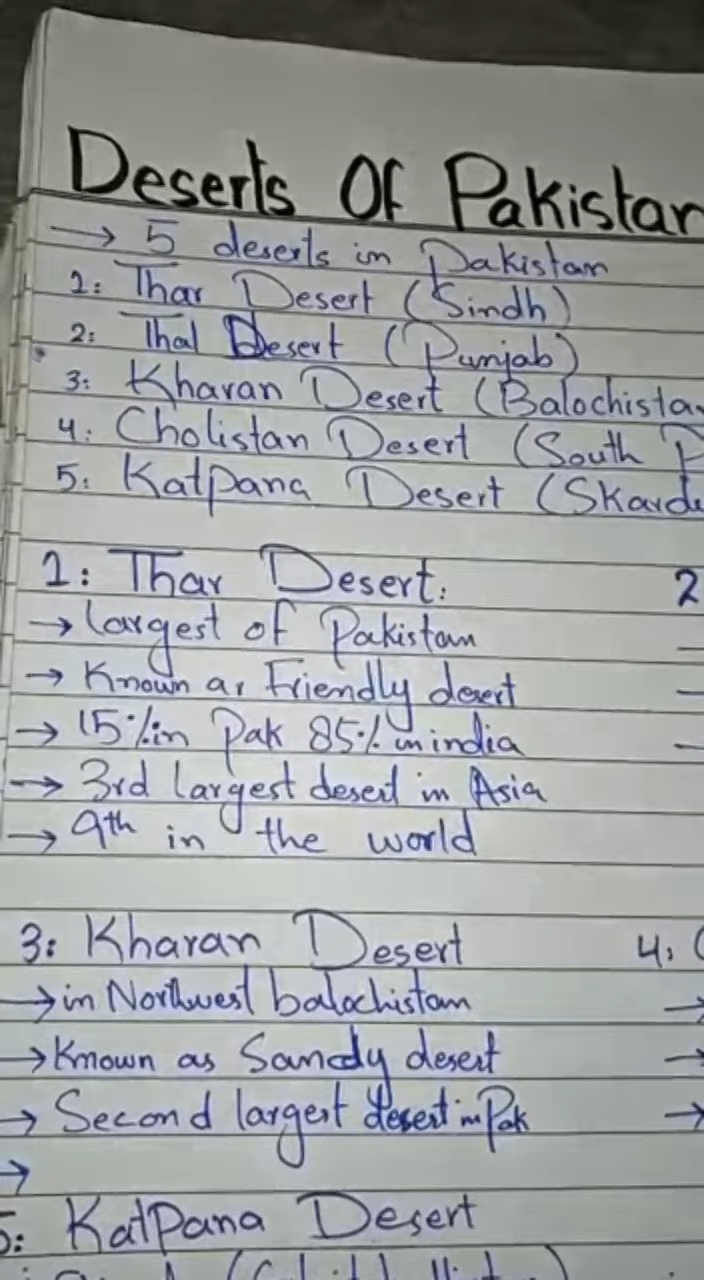 Deserts Of Pakistan
→ 5 deserts in Pakistan
1: Thar Desert (Sindh)
2: Thal Desert (Punjab)
3: Kharan Desert (Balochista
4: Cholistan Desert (South P
5: Katpana Desert (Skardu
1: Thar Desert: 2
→ largest of Pakistan
→ Known as Friendly desert
→ 15% in Pak 85% in india
→ 3rd largest desert in Asia
→ 9th in the world
3: Kharan Desert 4: C
→ in Northwest balochistan
→ Known as Sandy desert
→ Second largest desert in Pak
→
5: Katpana Desert